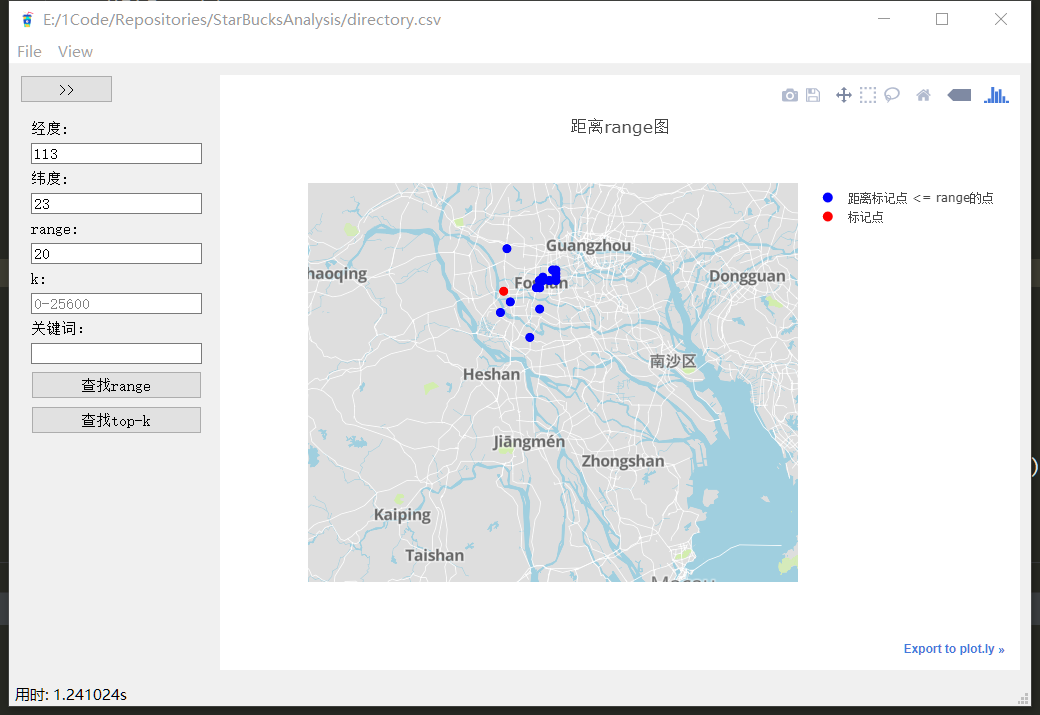 E:/1Code/Repositories/StarBucksAnalysis/directory.csv
File View
>>
经度:
113
纬度:
23
range:
20
k:
0-25600
关键词:
查找range
查找top-k
距离range图
距离标记点 <= range的点
标记点
Guangzhou
haoqing
Dongguan
南沙区
Heshan
Jiāngmén
Zhongshan
Kaiping
Taishan
Macau
Export to plot.ly »
用时: 1.241024s
)